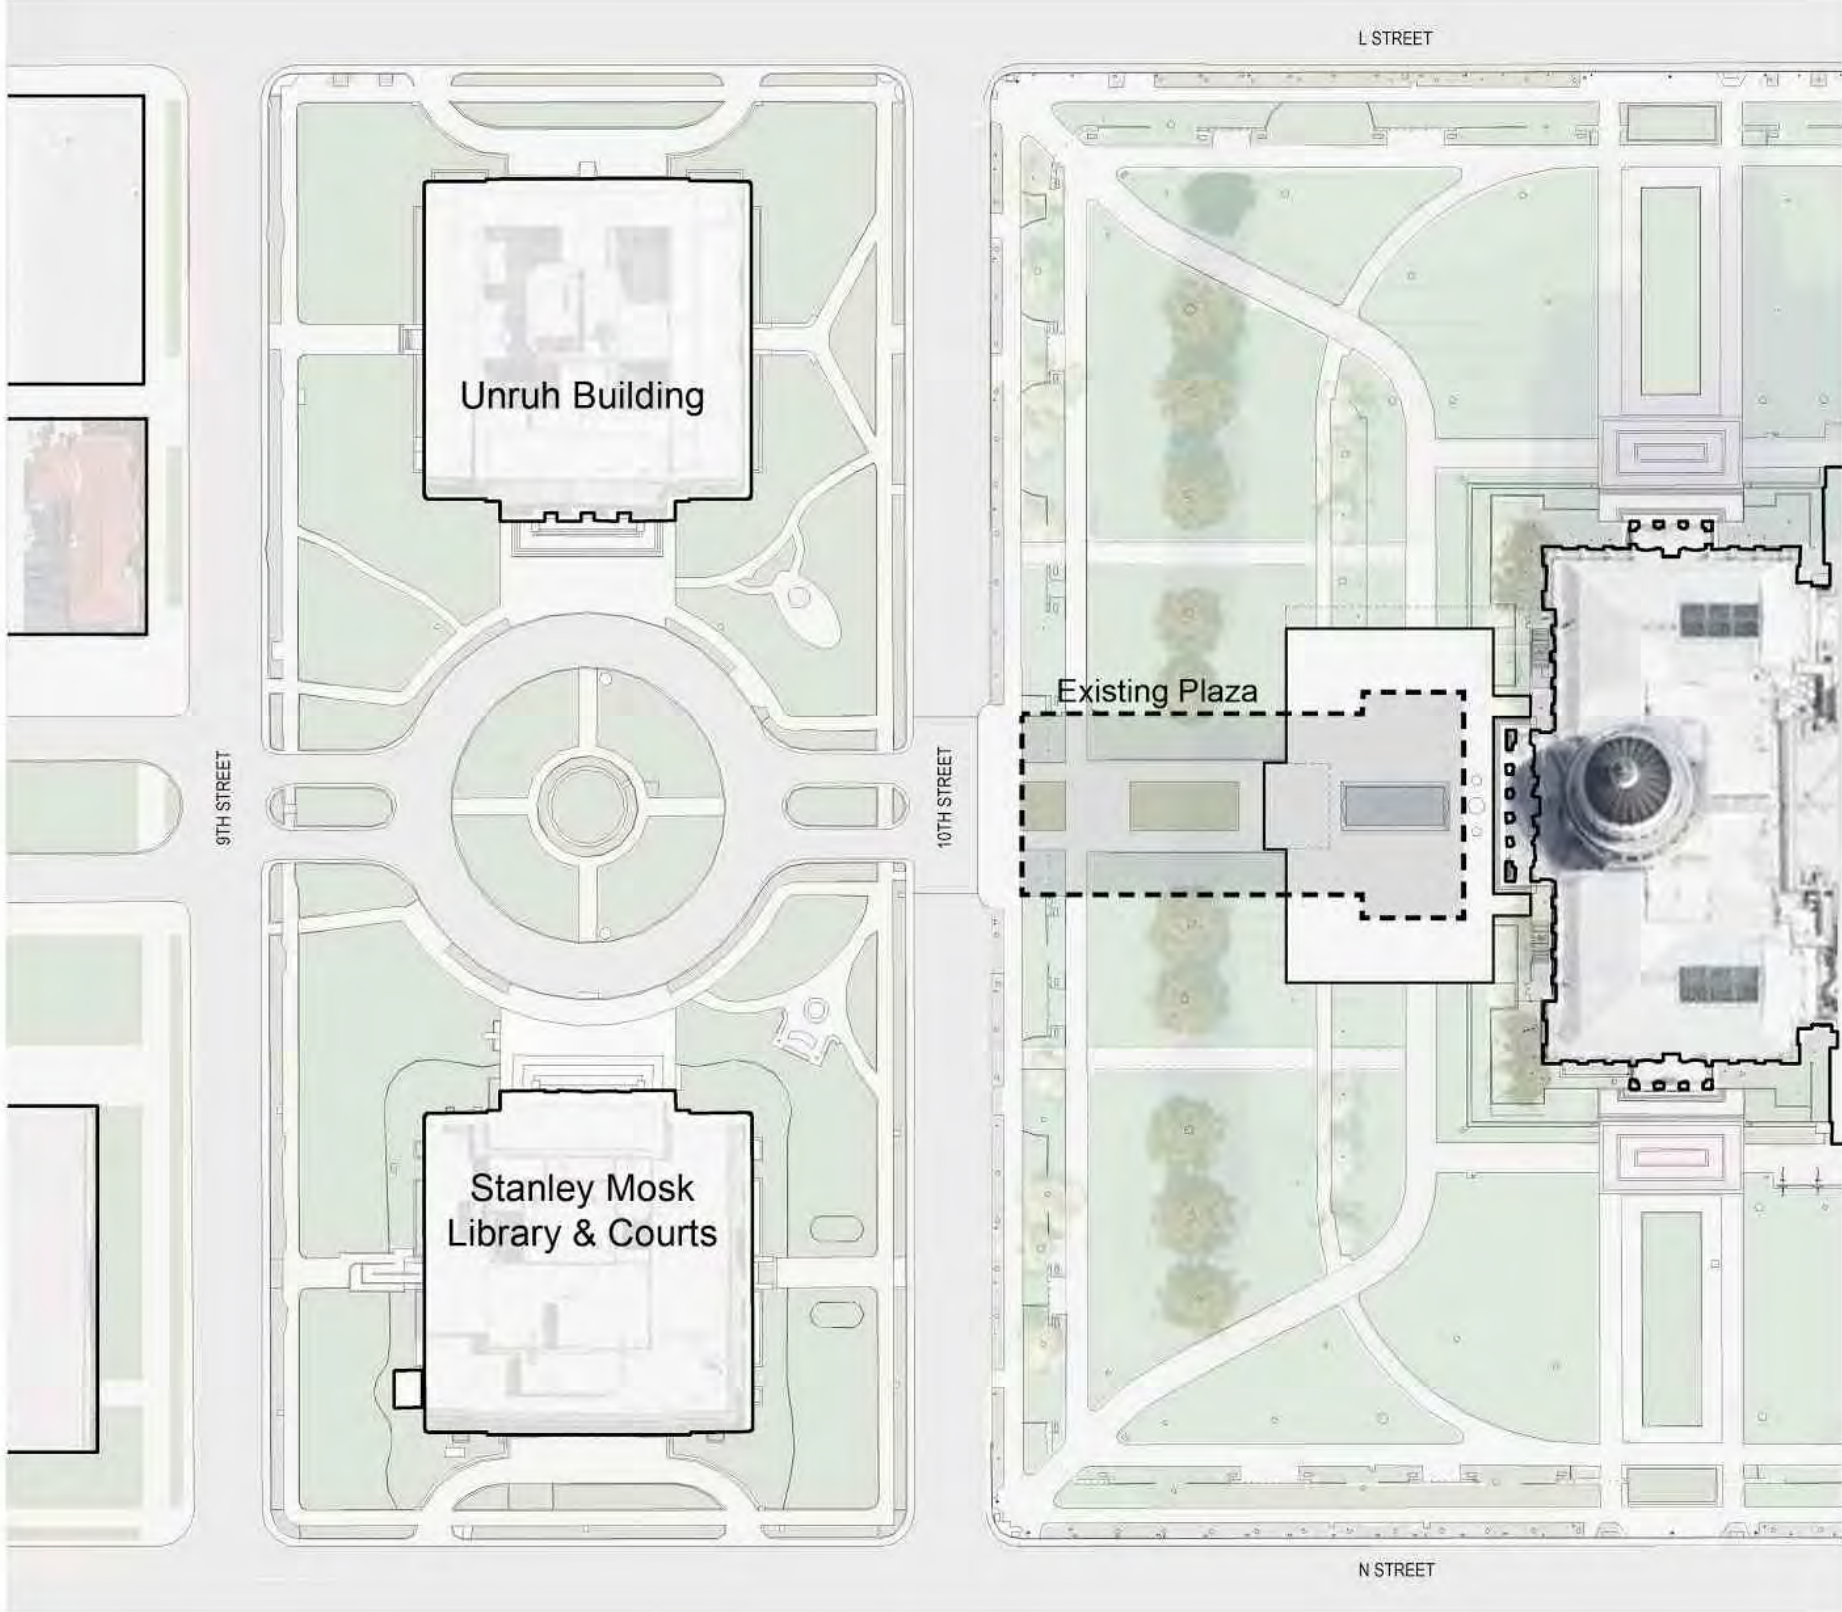 L STREET
Unruh Building
Existing Plaza
9TH STREET
10TH STREET
Stanley Mosk
Library & Courts
N STREET